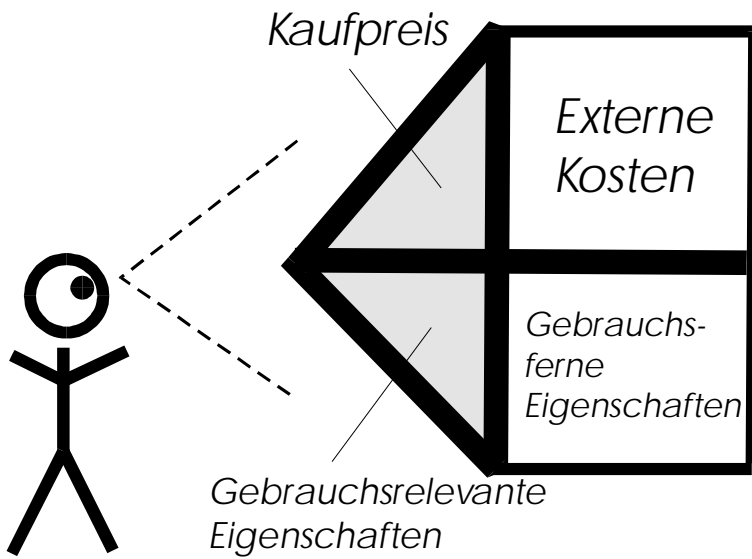 Kaufpreis
Externe
Kosten
Gebrauchs-
ferne
Eigenschaften
Gebrauchsrelevante
Eigenschaften